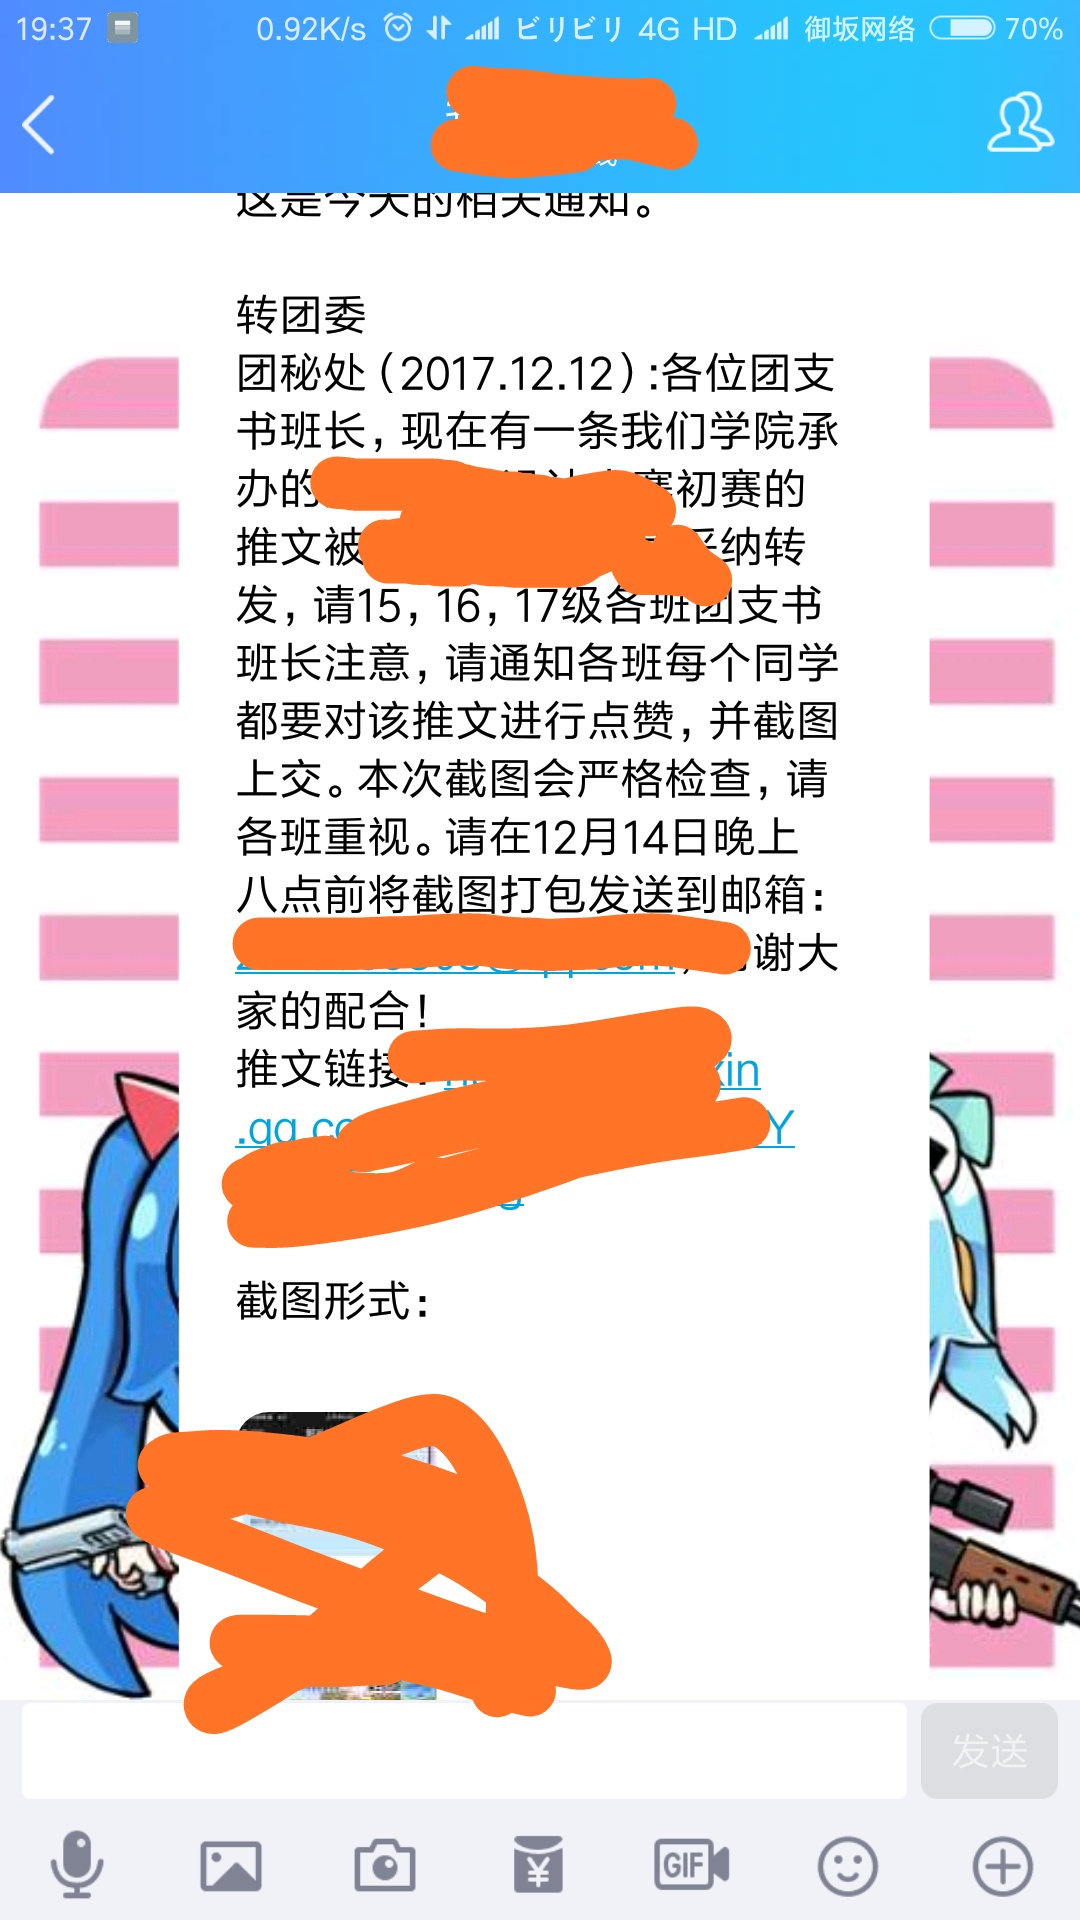 19:37
0.92K/s
ビリビリ 4G HD
御坂网络
70%
这是今天的相关通知。
转团委
团秘处（2017.12.12）:各位团支
书班长，现在有一条我们学院承
办的 赛初赛的
推文被 采纳转
发，请15，16，17级各班团支书
班长注意，请通知各班每个同学
都要对该推文进行点赞，并截图
上交。本次截图会严格检查，请
各班重视。请在12月14日晚上
八点前将截图打包发送到邮箱：
谢大
家的配合！
推文链接： xin
.qq.co Y
g
截图形式：
发送
GIF